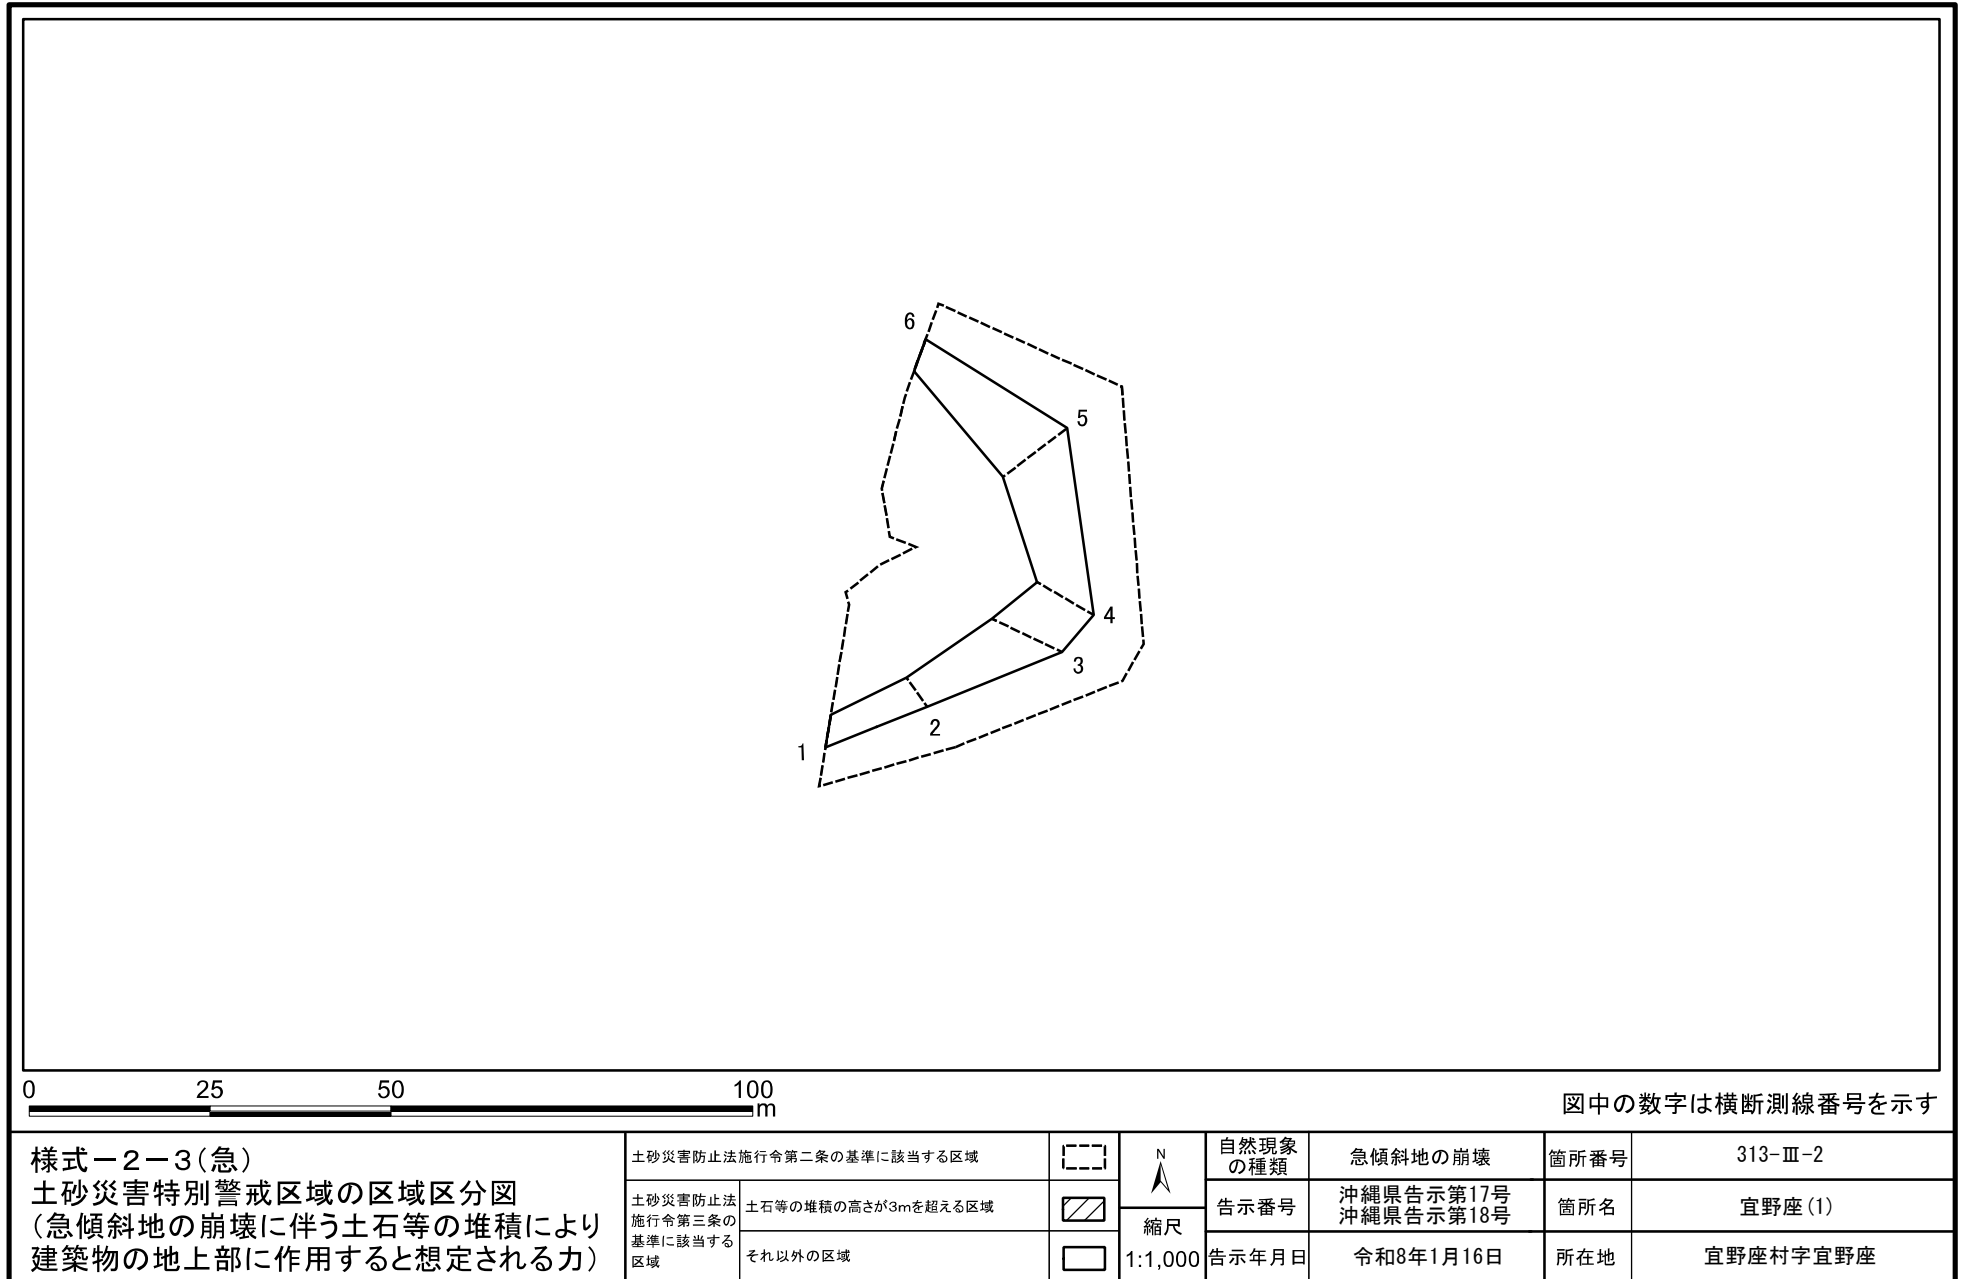 6
5
4
3
2
1
0 25 50 100
m
図中の数字は横断測線番号を示す
様式－２－３（急）
土砂災害特別警戒区域の区域区分図
（急傾斜地の崩壊に伴う土石等の堆積により
建築物の地上部に作用すると想定される力）
土砂災害防止法施行令第二条の基準に該当する区域
土砂災害防止法
施行令第三条の
基準に該当する
区域
土石等の堆積の高さが3mを超える区域
それ以外の区域
N
縮尺
1:1,000
自然現象
の種類
急傾斜地の崩壊
箇所番号
313-Ⅲ-2
告示番号
沖縄県告示第17号
沖縄県告示第18号
箇所名
宜野座(1)
告示年月日
令和8年1月16日
所在地
宜野座村字宜野座